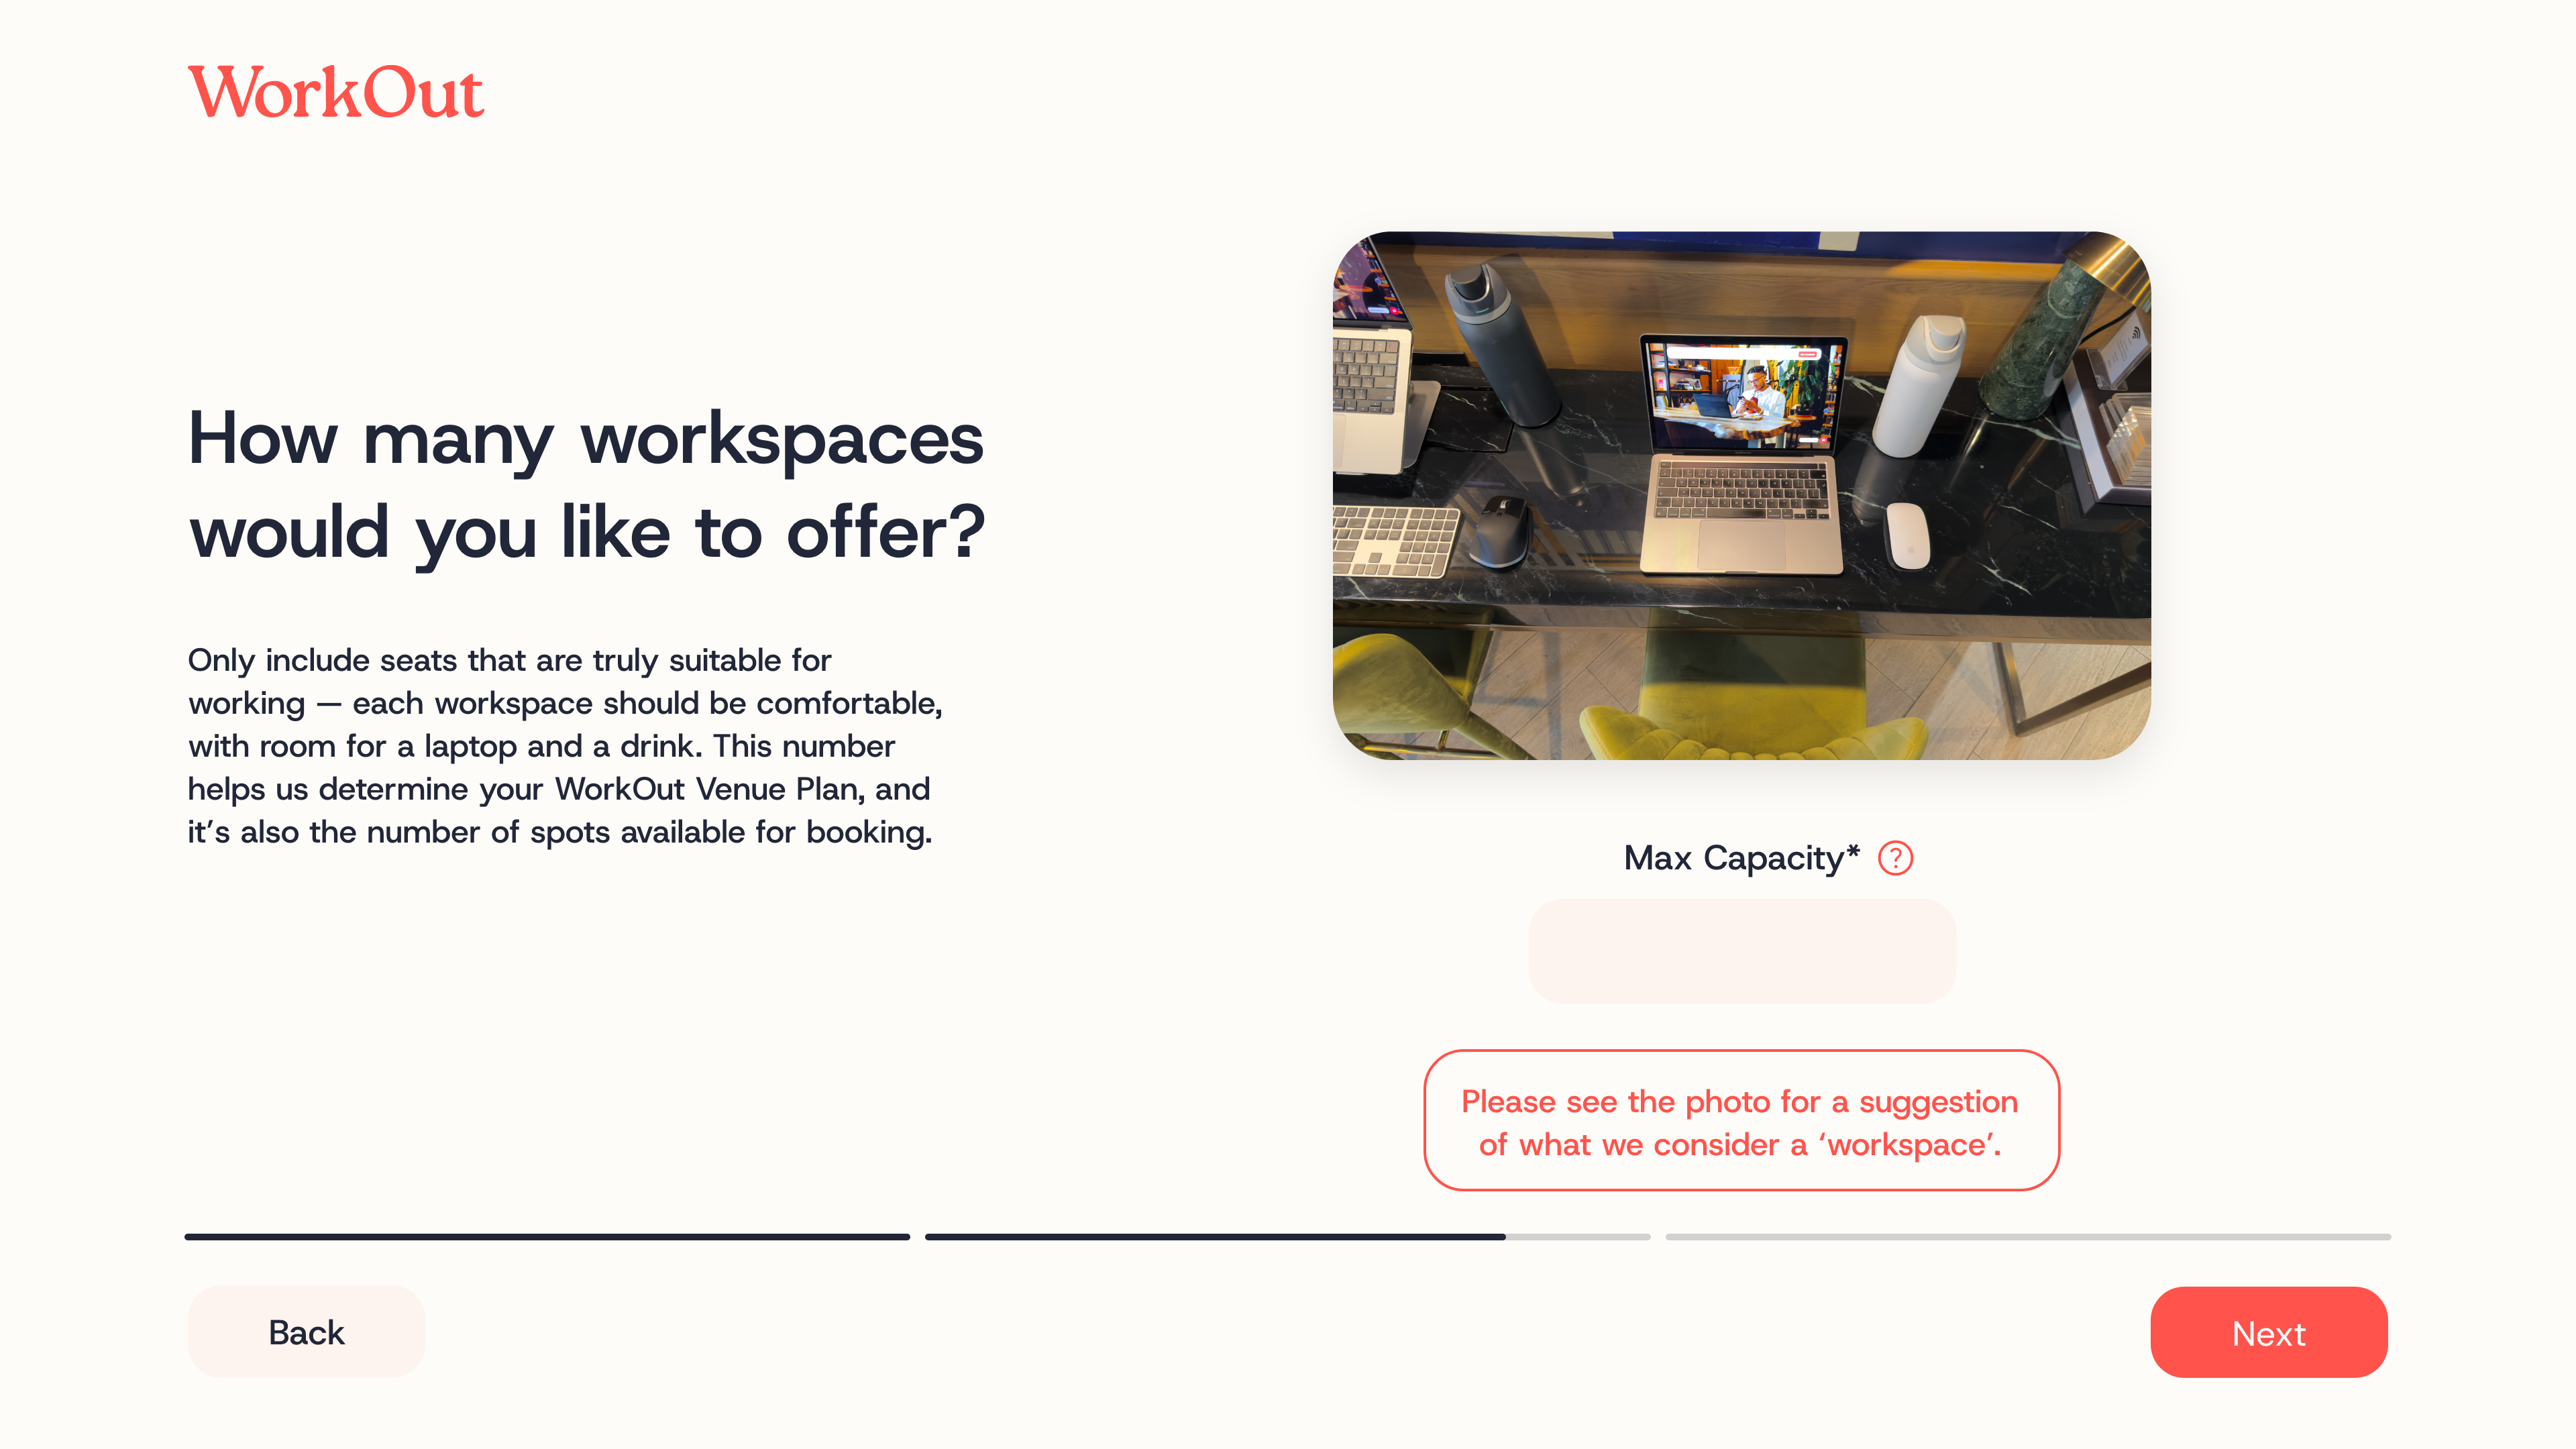 WorkOut
How many workspaces
would you like to offer?
Only include seats that are truly suitable for
working — each workspace should be comfortable,
with room for a laptop and a drink. This number
helps us determine your WorkOut Venue Plan, and
it’s also the number of spots available for booking.
Max Capacity* ?
Please see the photo for a suggestion
of what we consider a ‘workspace’.
Back
Next